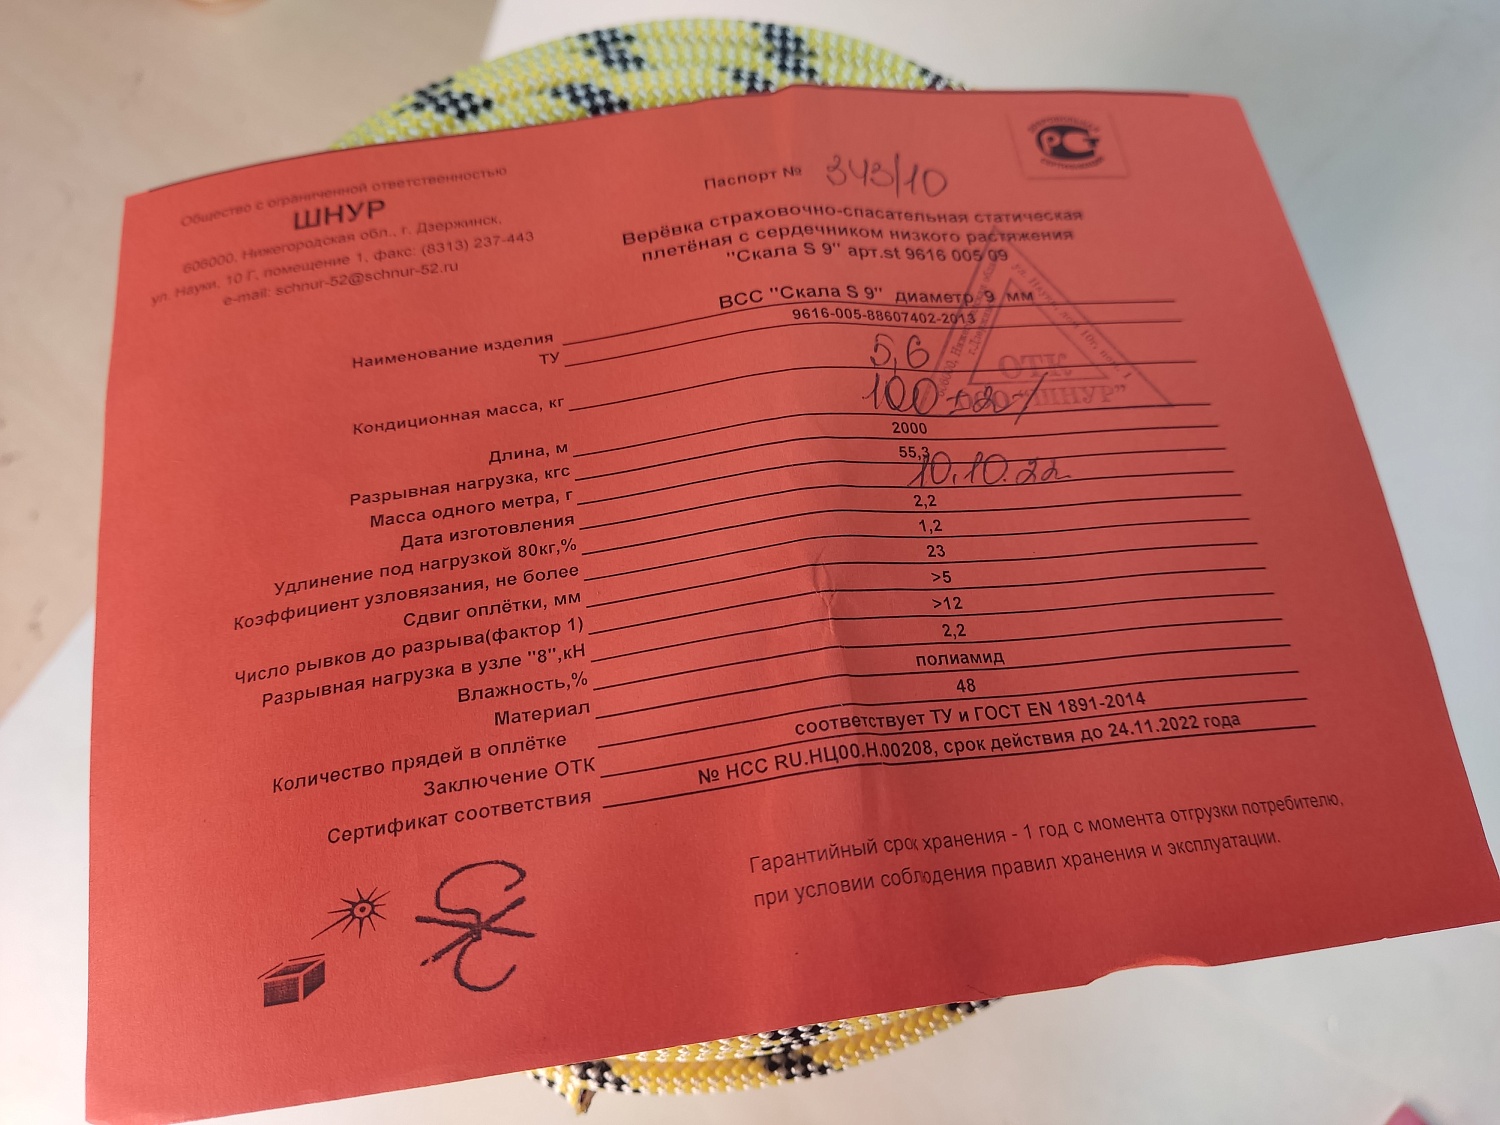 Общество с ограниченной ответственностью
ШНУР
606000, Нижегородская обл., г. Дзержинск,
ул. Науки, 10 Г, помещение 1, факс: (8313) 237-443
e-mail: schnur-52@schnur-52.ru
Паспорт № 343/10
Верёвка страховочно-спасательная статическая
плетёная с сердечником низкого растяжения
"Скала S 9" арт.st 9616 005 09
Наименование изделия ВСС "Скала S 9" диаметр 9 мм
ТУ 9616-005-88607402-2013
Кондиционная масса, кг 5,6
Длина, м 100
Разрывная нагрузка, кгс 2000
Масса одного метра, г 55,3
Дата изготовления 10.10.22
Удлинение под нагрузкой 80кг,% 2,2
Коэффициент узловязания, не более 1,2
Сдвиг оплётки, мм 23
Число рывков до разрыва(фактор 1) >5
Разрывная нагрузка в узле "8",кН >12
Влажность,% 2,2
Материал полиамид
Количество прядей в оплётке 48
Заключение ОТК соответствует ТУ и ГОСТ EN 1891-2014
Сертификат соответствия № НСС RU.НЦ00.Н.00208, срок действия до 24.11.2022 года
Гарантийный срок хранения - 1 год с момента отгрузки потребителю,
при условии соблюдения правил хранения и эксплуатации.
ОТК
ООО "ШНУР"